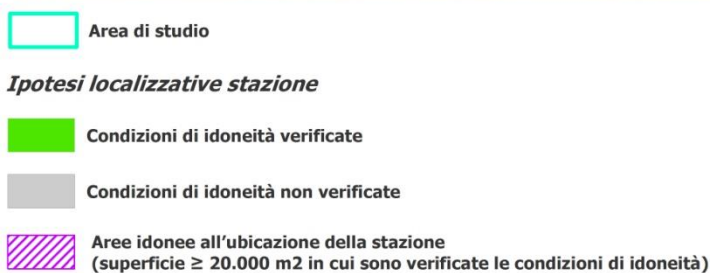 Area di studio
Ipotesi localizzative stazione
Condizioni di idoneità verificate
Condizioni di idoneità non verificate
Aree idonee all'ubicazione della stazione
(superficie ≥ 20.000 m2 in cui sono verificate le condizioni di idoneità)